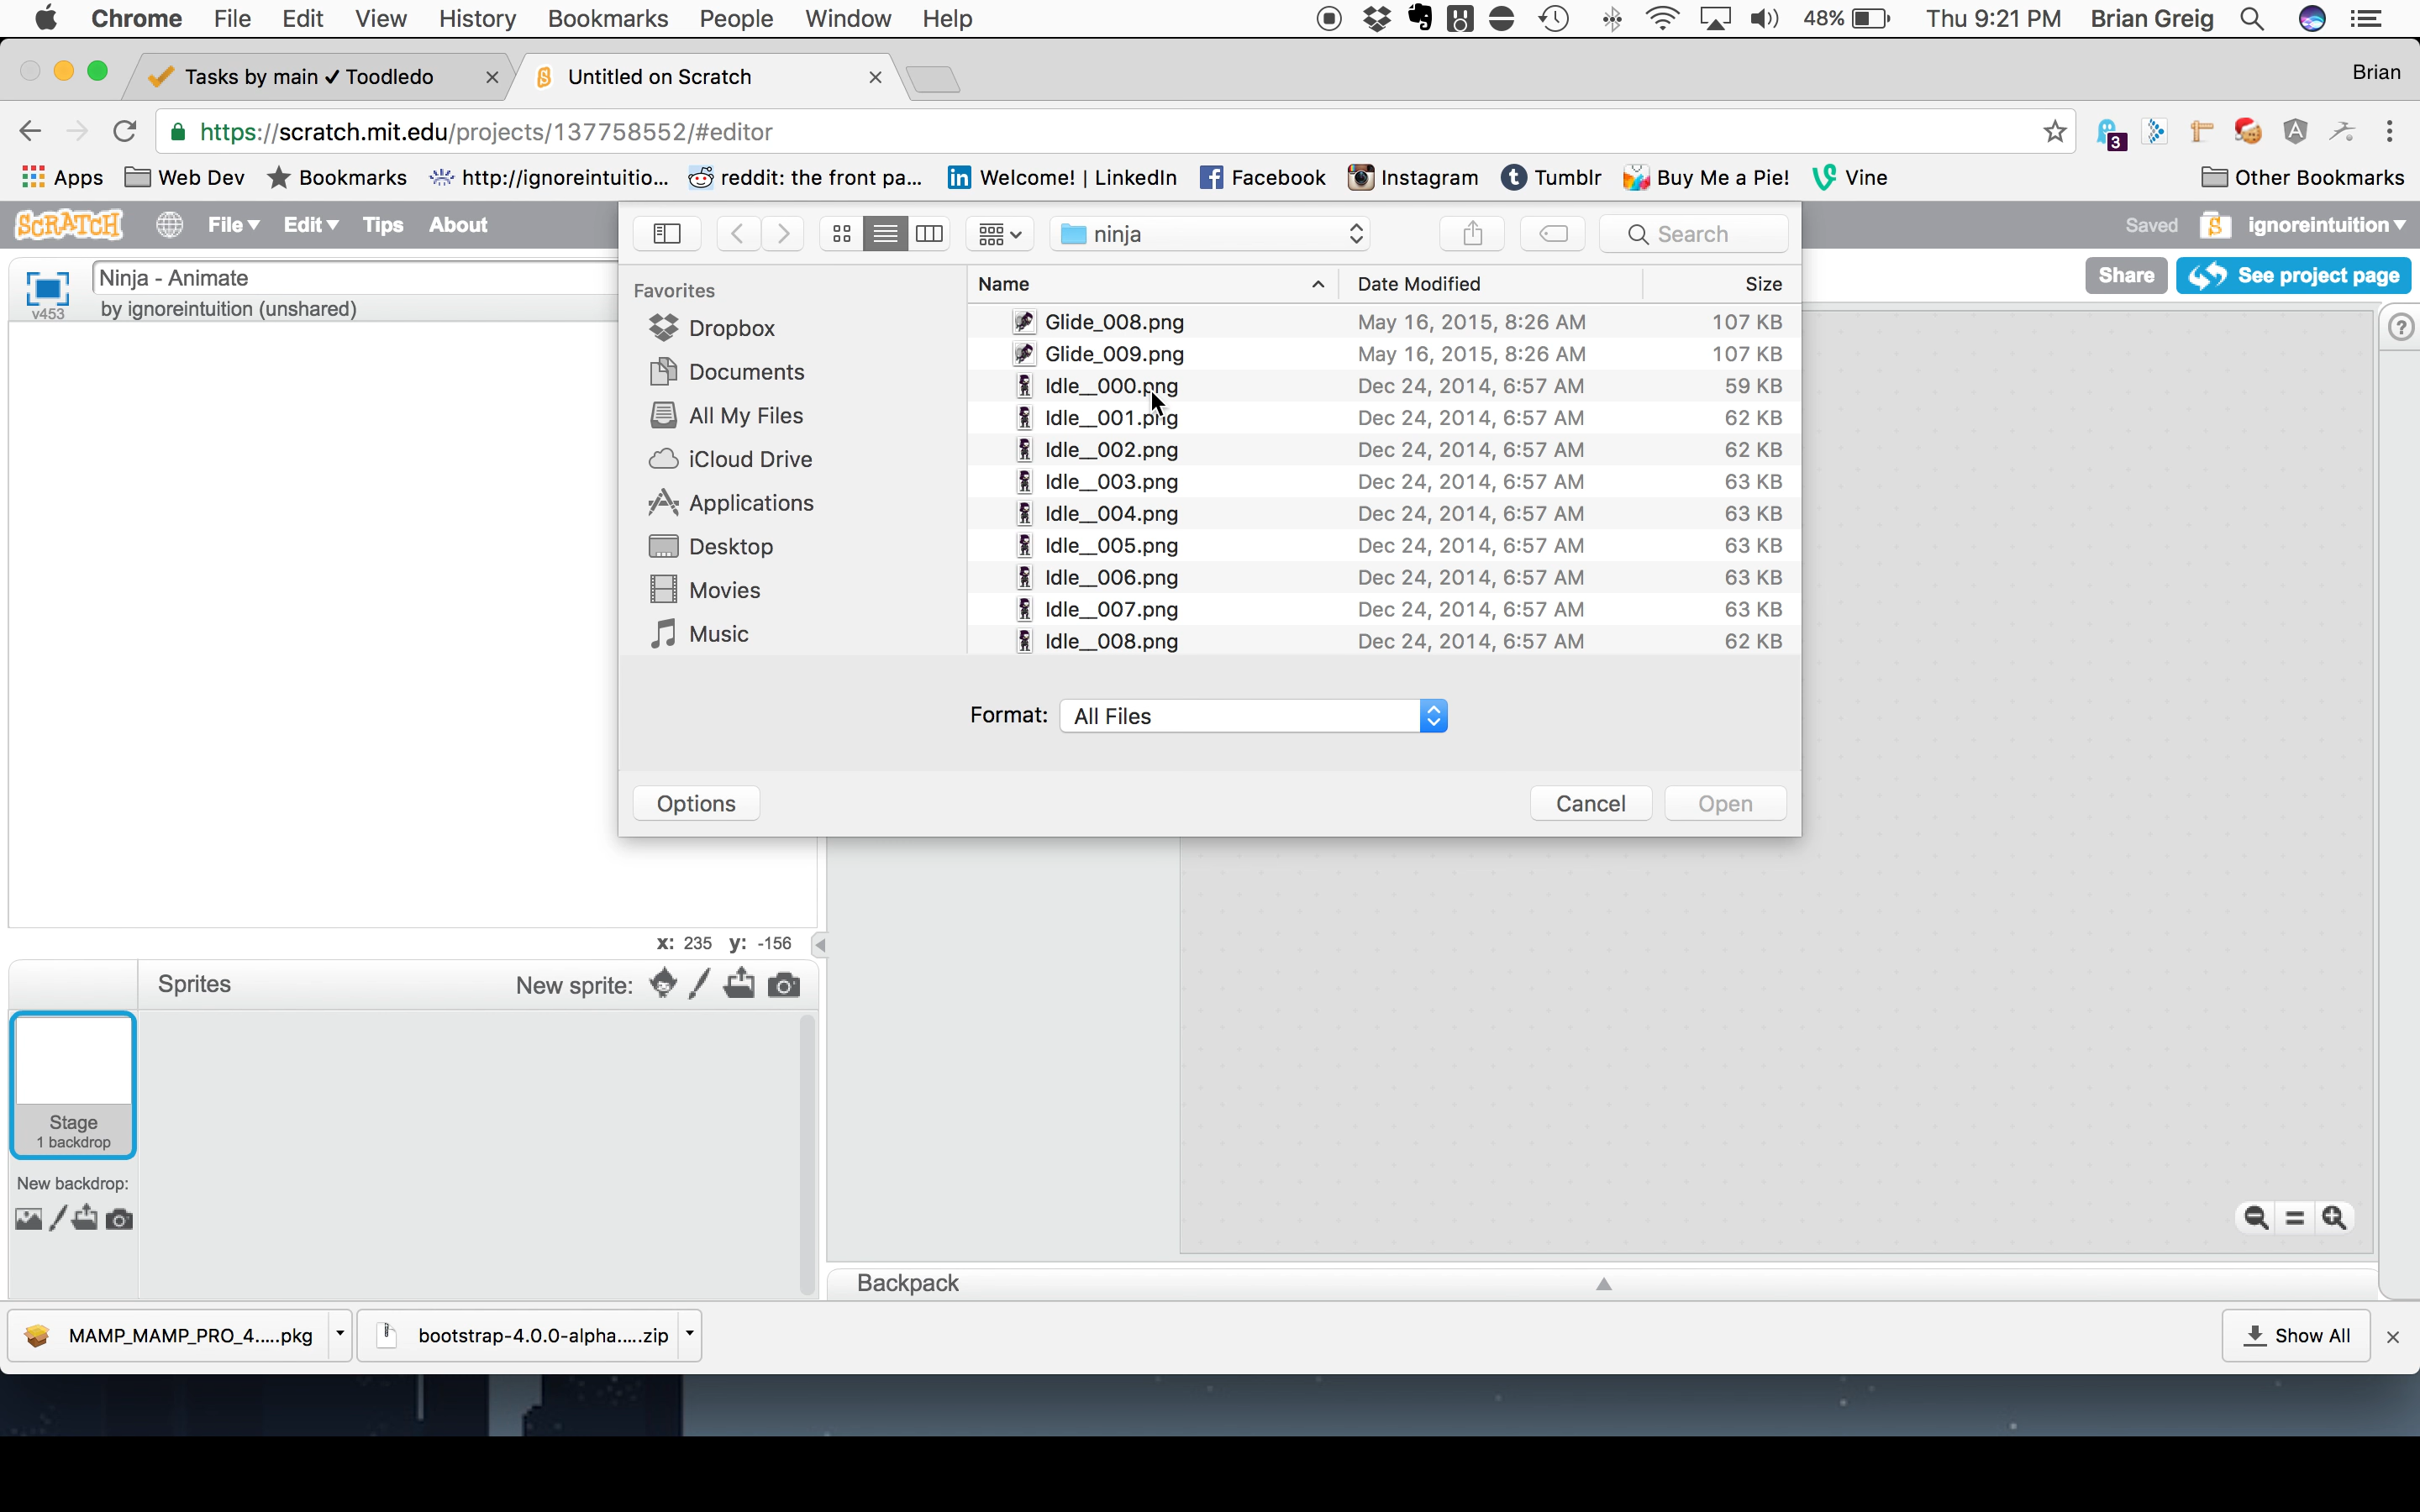 Chrome File Edit View History Bookmarks People Window Help 48% Thu 9:21 PM Brian Greig
Tasks by main ✓ Toodledo Untitled on Scratch Brian
https://scratch.mit.edu/projects/137758552/#editor 3
Apps Web Dev Bookmarks http://ignoreintuitio... reddit: the front pa... Welcome! | LinkedIn Facebook Instagram Tumblr Buy Me a Pie! Vine Other Bookmarks
SCRATCH File Edit Tips About ninja Search Saved ignoreintuition
Ninja - Animate
by ignoreintuition (unshared)
v453
Share See project page
?
Favorites
Dropbox
Documents
All My Files
iCloud Drive
Applications
Desktop
Movies
Music
Name Date Modified Size
Glide_008.png May 16, 2015, 8:26 AM 107 KB
Glide_009.png May 16, 2015, 8:26 AM 107 KB
Idle__000.png Dec 24, 2014, 6:57 AM 59 KB
Idle__001.png Dec 24, 2014, 6:57 AM 62 KB
Idle__002.png Dec 24, 2014, 6:57 AM 62 KB
Idle__003.png Dec 24, 2014, 6:57 AM 63 KB
Idle__004.png Dec 24, 2014, 6:57 AM 63 KB
Idle__005.png Dec 24, 2014, 6:57 AM 63 KB
Idle__006.png Dec 24, 2014, 6:57 AM 63 KB
Idle__007.png Dec 24, 2014, 6:57 AM 63 KB
Idle__008.png Dec 24, 2014, 6:57 AM 62 KB
Format: All Files
Options Cancel Open
x: 235 y: -156
Sprites New sprite:
Stage
1 backdrop
New backdrop:
Backpack
MAMP_MAMP_PRO_4.....pkg bootstrap-4.0.0-alpha.....zip Show All